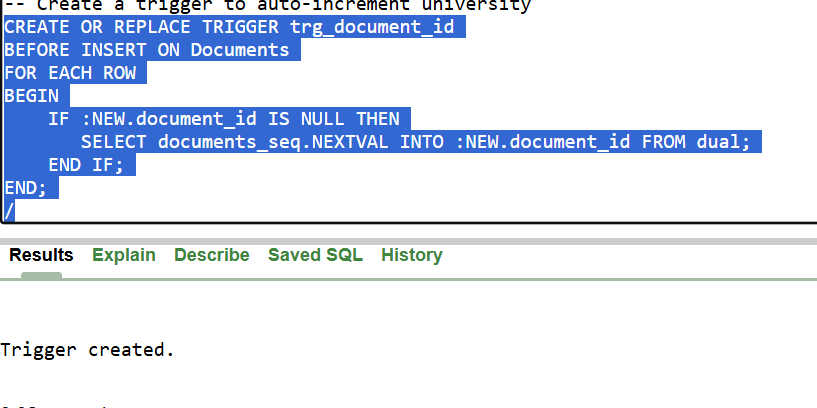 -- Create a trigger to auto-increment university
CREATE OR REPLACE TRIGGER trg_document_id
BEFORE INSERT ON Documents
FOR EACH ROW
BEGIN
    IF :NEW.document_id IS NULL THEN
       SELECT documents_seq.NEXTVAL INTO :NEW.document_id FROM dual;
    END IF;
END;
/
Results Explain Describe Saved SQL History
Trigger created.